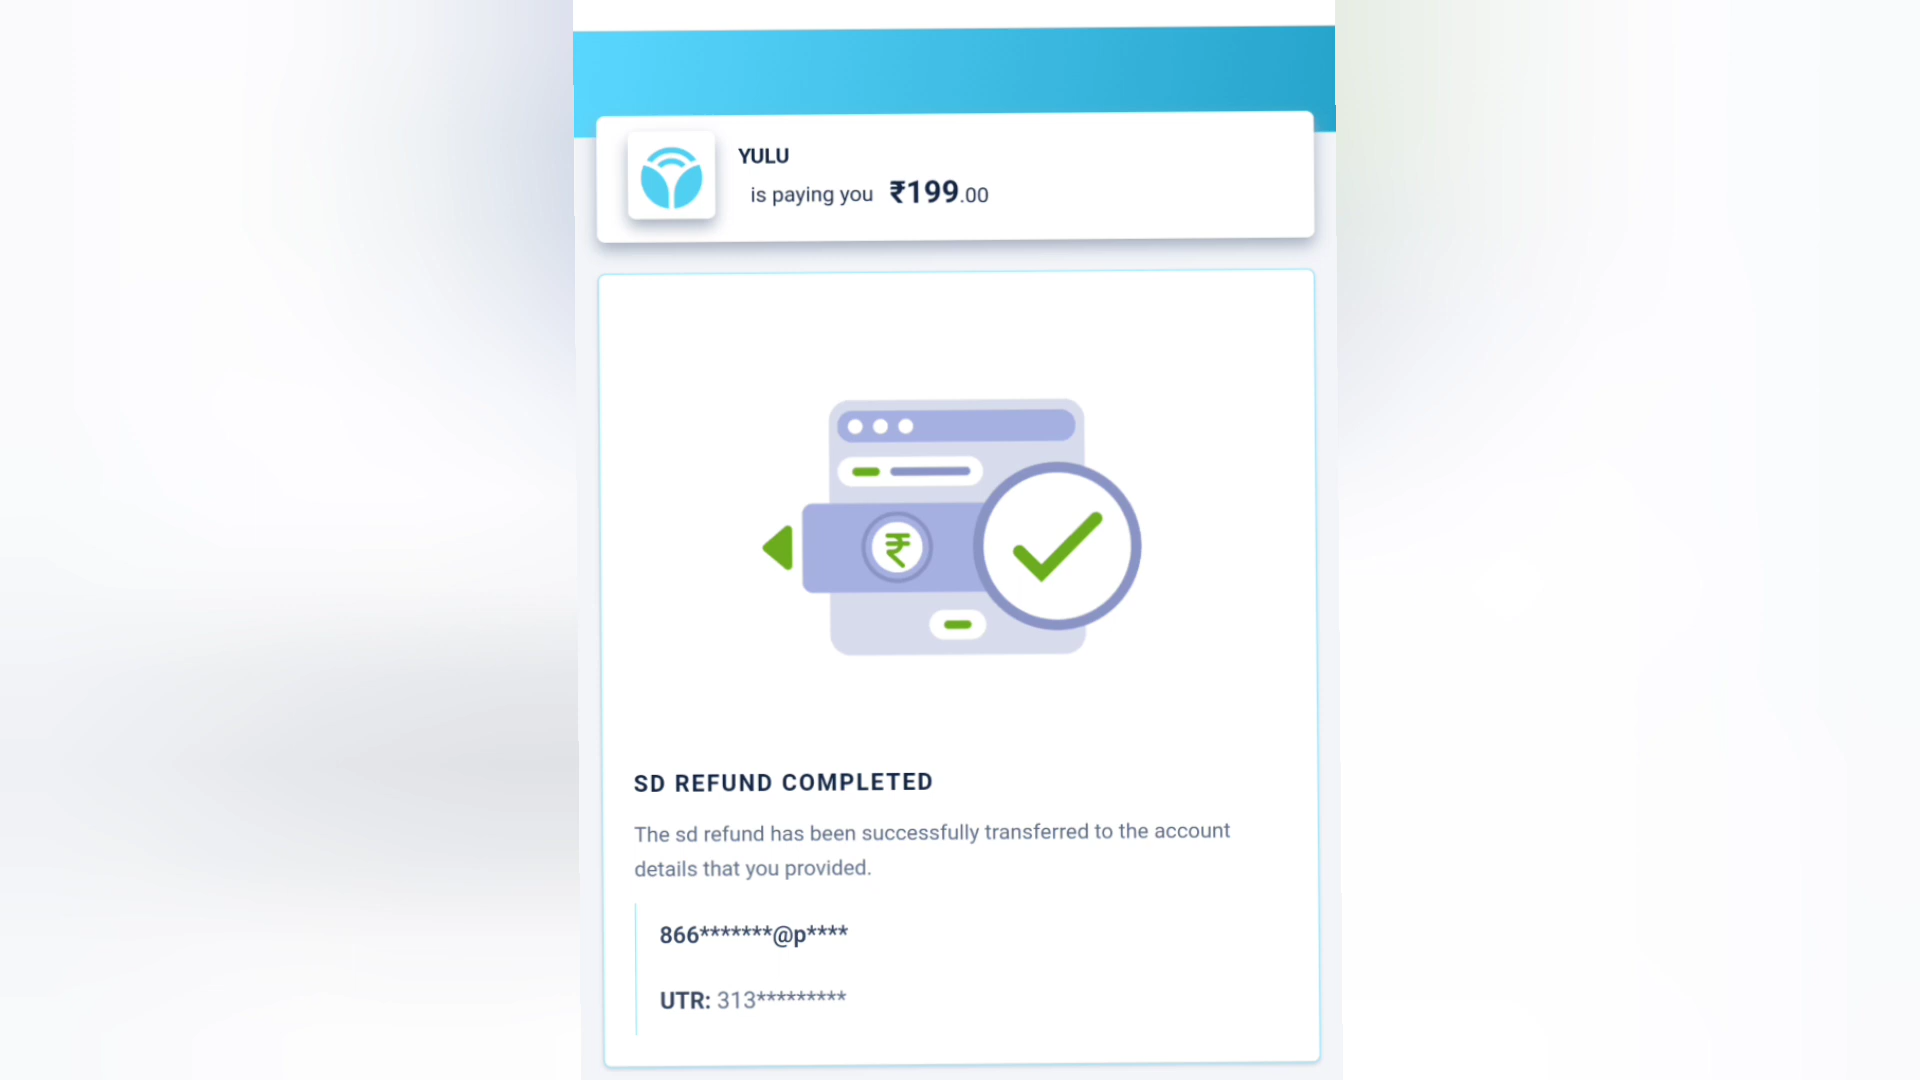 YULU
is paying you ₹199.00
₹
SD REFUND COMPLETED
The sd refund has been successfully transferred to the account
details that you provided.
866*******@p****
UTR: 313*********